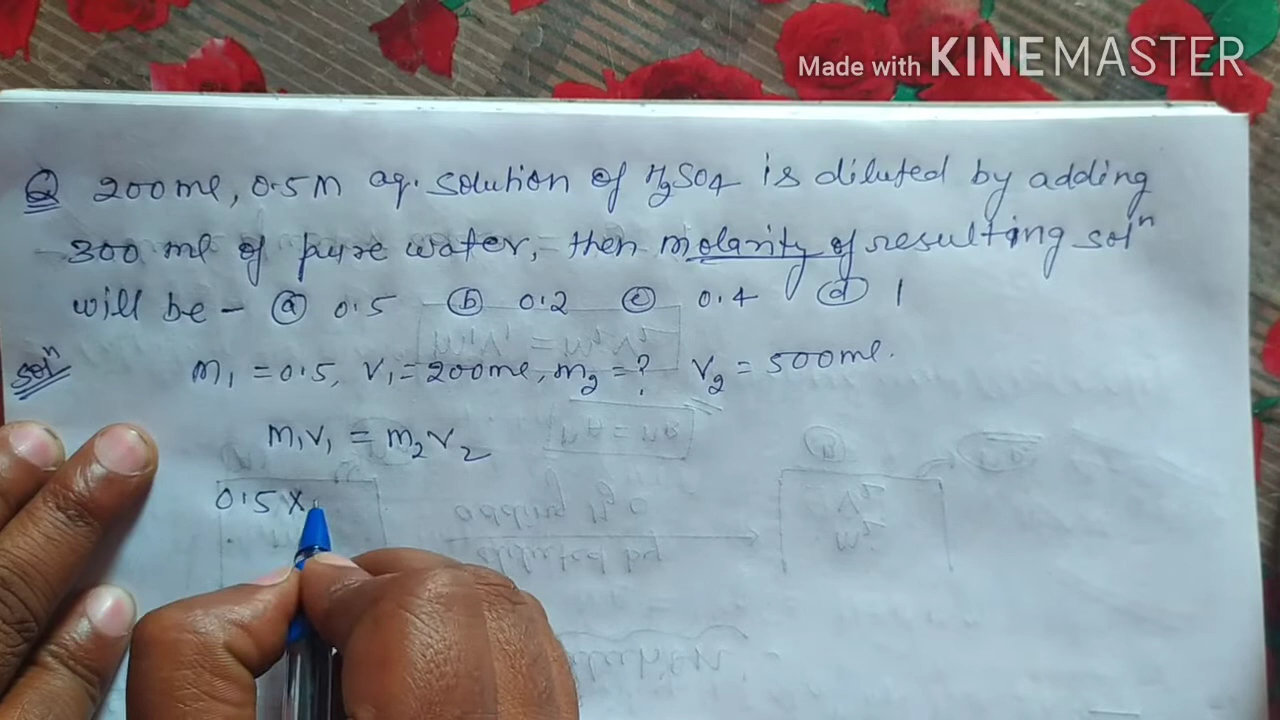 Made with KINEMASTER
Q 200ml, 0.5M aq. solution of H2SO4 is diluted by adding
300 ml of pure water, then molarity of resulting solⁿ
will be - ⓐ 0.5 ⓑ 0.2 ⓒ 0.4 ⓓ 1
Solⁿ M₁ = 0.5, V₁ = 200ml, M₂ = ? V₂ = 500ml.
M₁V₁ = M₂V₂
0.5 x